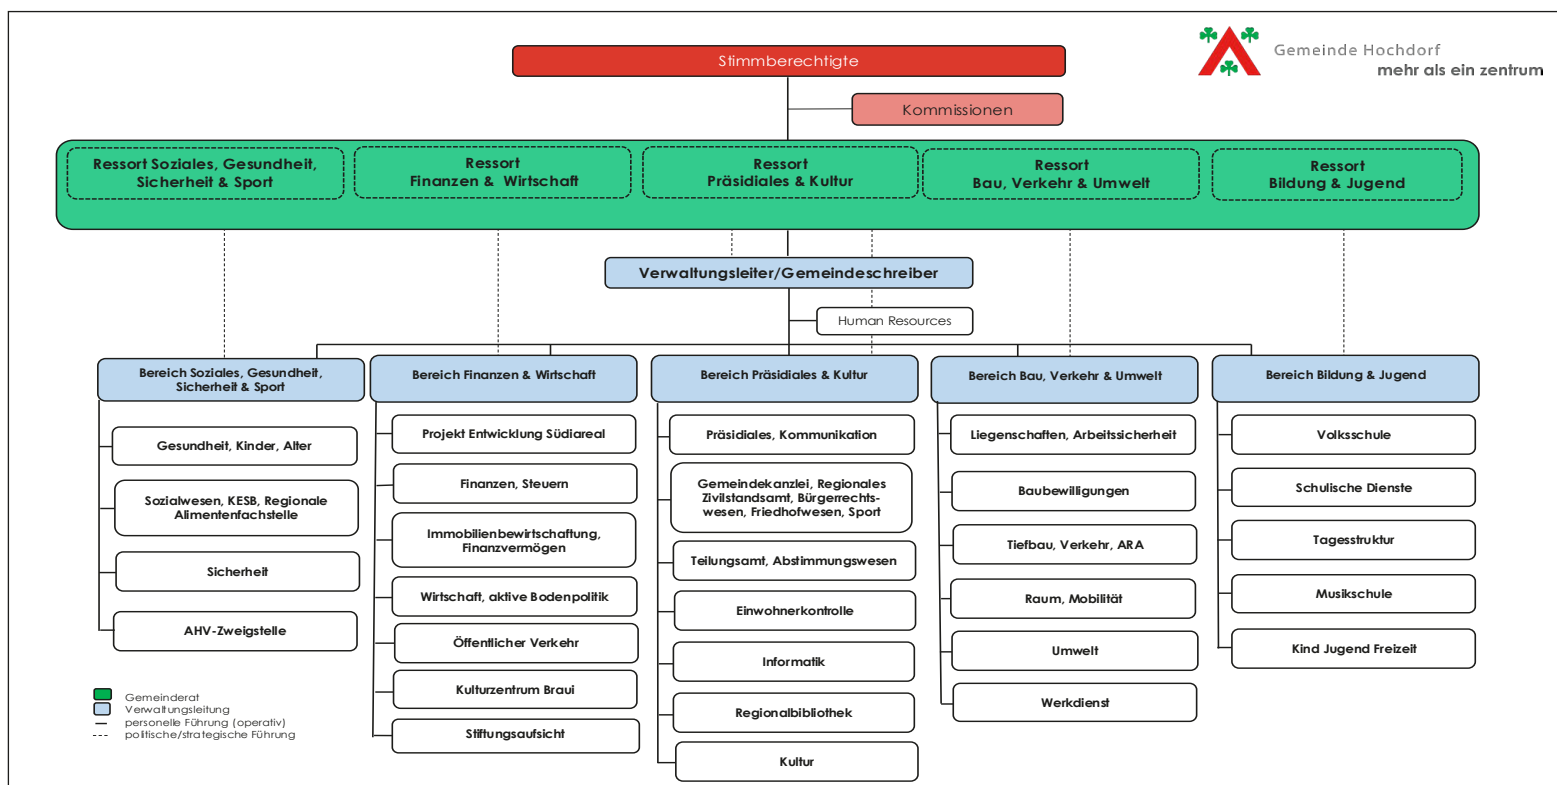 Gemeinde Hochdorf
mehr als ein zentrum
Stimmberechtigte
Kommissionen
Ressort Soziales, Gesundheit,
Sicherheit & Sport
Ressort
Finanzen & Wirtschaft
Ressort
Präsidiales & Kultur
Ressort
Bau, Verkehr & Umwelt
Ressort
Bildung & Jugend
Verwaltungsleiter/Gemeindeschreiber
Human Resources
Bereich Soziales, Gesundheit,
Sicherheit & Sport
Gesundheit, Kinder, Alter
Sozialwesen, KESB, Regionale
Alimentenfachstelle
Sicherheit
AHV-Zweigstelle
Bereich Finanzen & Wirtschaft
Projekt Entwicklung Südiareal
Finanzen, Steuern
Immobilienbewirtschaftung,
Finanzvermögen
Wirtschaft, aktive Bodenpolitik
Öffentlicher Verkehr
Kulturzentrum Braui
Stiftungsaufsicht
Bereich Präsidiales & Kultur
Präsidiales, Kommunikation
Gemeindekanzlei, Regionales
Zivilstandsamt, Bürgerrechts-
wesen, Friedhofwesen, Sport
Teilungsamt, Abstimmungswesen
Einwohnerkontrolle
Informatik
Regionalbibliothek
Kultur
Bereich Bau, Verkehr & Umwelt
Liegenschaften, Arbeitssicherheit
Baubewilligungen
Tiefbau, Verkehr, ARA
Raum, Mobilität
Umwelt
Werkdienst
Bereich Bildung & Jugend
Volksschule
Schulische Dienste
Tagesstruktur
Musikschule
Kind Jugend Freizeit
Gemeinderat
Verwaltungsleitung
personelle Führung (operativ)
politische/strategische Führung